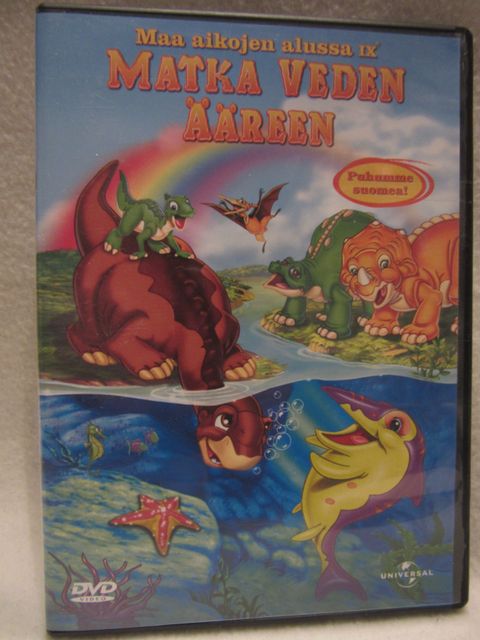 Maa aikojen alussa IX
MATKA VEDEN
ÄÄREEN
Puhumme
suomea!
DVD
VIDEO
UNIVERSAL